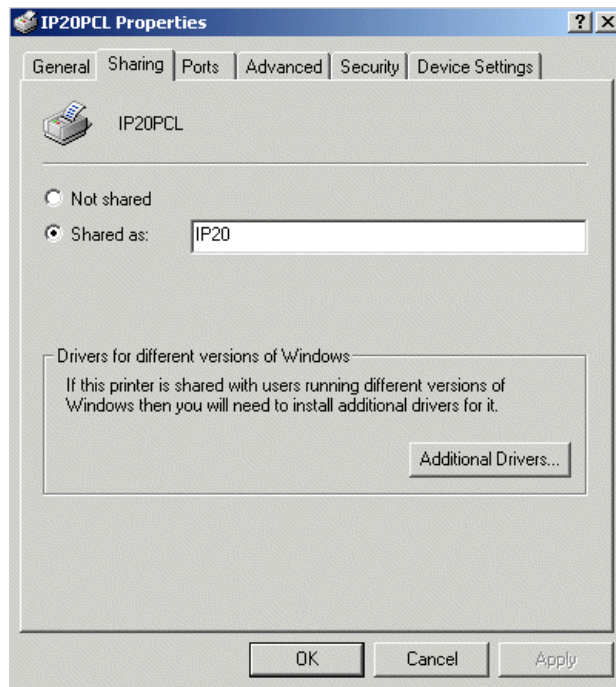 IP20PCL Properties
? X
General Sharing Ports Advanced Security Device Settings
IP20PCL
Not shared
Shared as: IP20
Drivers for different versions of Windows
If this printer is shared with users running different versions of
Windows then you will need to install additional drivers for it.
Additional Drivers...
OK Cancel Apply